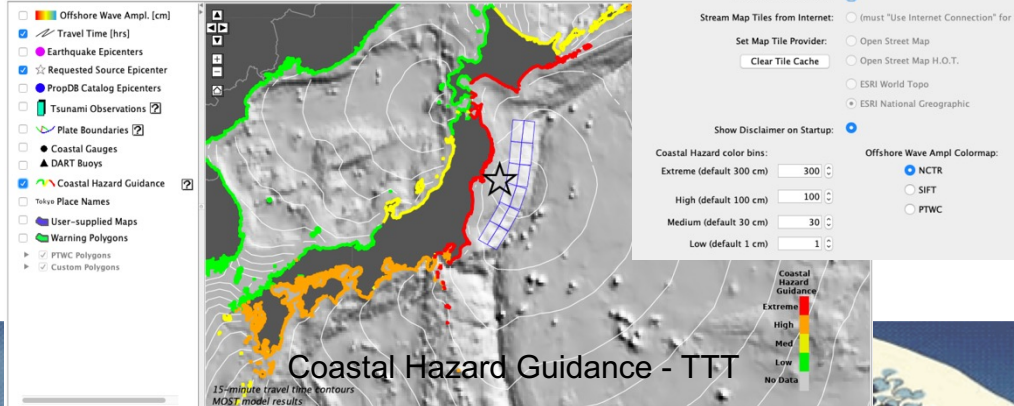 Offshore Wave Ampl. [cm]
Travel Time [hrs]
Earthquake Epicenters
Requested Source Epicenter
PropDB Catalog Epicenters
Tsunami Observations ?
Plate Boundaries ?
Coastal Gauges
DART Buoys
Coastal Hazard Guidance ?
Tokyo Place Names
User-supplied Maps
Warning Polygons
PTWC Polygons
Custom Polygons
Coastal
Hazard
Guidance
Extreme
High
Med
Low
No Data
Coastal Hazard Guidance - TTT
15-minute travel time contours
MOST model results
Stream Map Tiles from Internet: (must "Use Internet Connection" for
Set Map Tile Provider: Open Street Map
Clear Tile Cache Open Street Map H.O.T.
ESRI World Topo
ESRI National Geographic
Show Disclaimer on Startup:
Coastal Hazard color bins: Offshore Wave Ampl Colormap:
Extreme (default 300 cm) 300 NCTR
High (default 100 cm) 100 SIFT
Medium (default 30 cm) 30 PTWC
Low (default 1 cm) 1